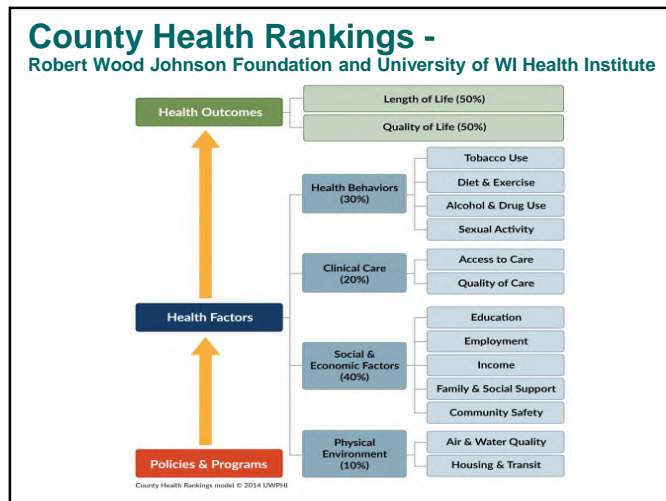 County Health Rankings -
Robert Wood Johnson Foundation and University of WI Health Institute
Health Outcomes
Length of Life (50%)
Quality of Life (50%)
Health Factors
Health Behaviors
(30%)
Tobacco Use
Diet & Exercise
Alcohol & Drug Use
Sexual Activity
Clinical Care
(20%)
Access to Care
Quality of Care
Social &
Economic Factors
(40%)
Education
Employment
Income
Family & Social Support
Community Safety
Physical
Environment
(10%)
Air & Water Quality
Housing & Transit
Policies & Programs
County Health Rankings model © 2014 UWPHI